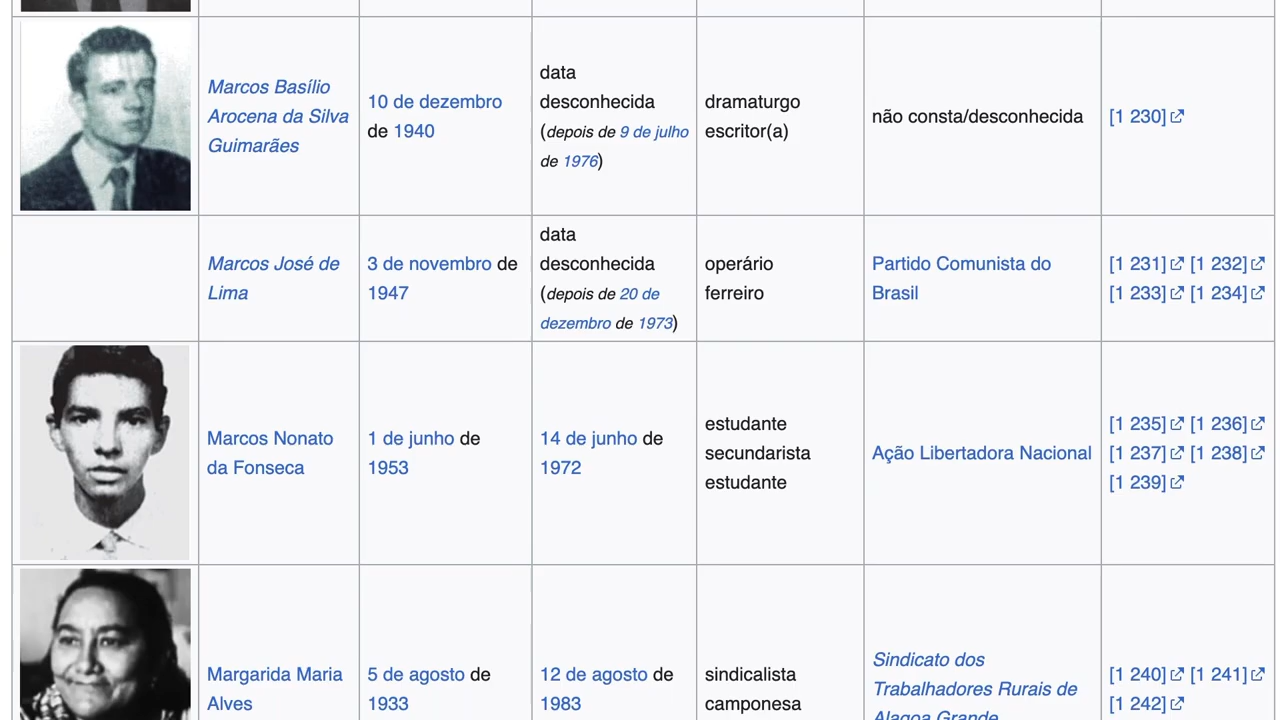 Marcos Basílio
Arocena da Silva
Guimarães
10 de dezembro
de 1940
data
desconhecida
(depois de 9 de julho
de 1976)
dramaturgo
escritor(a)
não consta/desconhecida
[1 230]
Marcos José de
Lima
3 de novembro de
1947
data
desconhecida
(depois de 20 de
dezembro de 1973)
operário
ferreiro
Partido Comunista do
Brasil
[1 231] [1 232]
[1 233] [1 234]
Marcos Nonato
da Fonseca
1 de junho de
1953
14 de junho de
1972
estudante
secundarista
estudante
Ação Libertadora Nacional
[1 235] [1 236]
[1 237] [1 238]
[1 239]
Margarida Maria
Alves
5 de agosto de
1933
12 de agosto de
1983
sindicalista
camponesa
Sindicato dos
Trabalhadores Rurais de
Alagoa Grande
[1 240] [1 241]
[1 242]